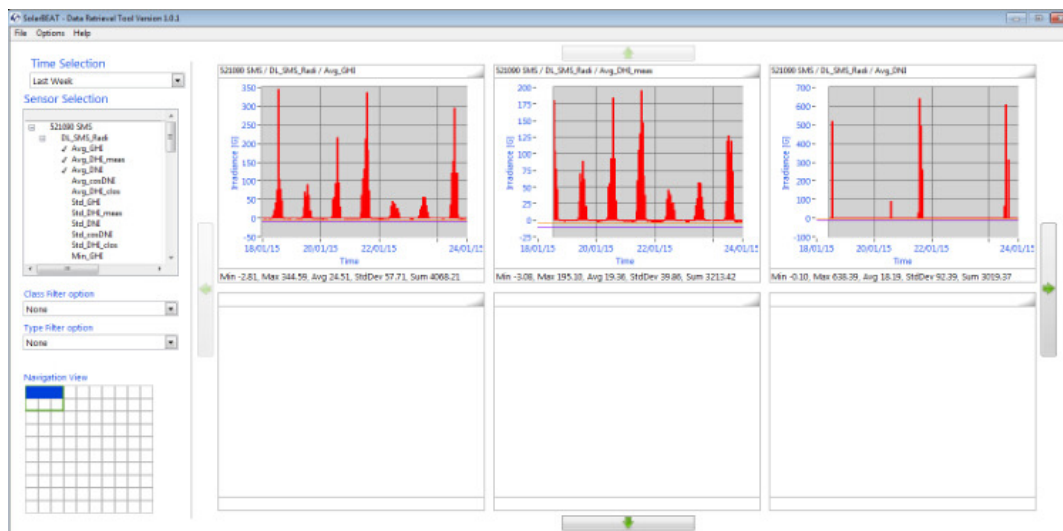 SolarBEAT - Data Retrieval Tool Version 1.0.1
File Options Help
Time Selection
Last Week
Sensor Selection
521090 SMS
DL_SMS_Radi
Avg_GHI
Avg_DHI_meas
Avg_DNI
Avg_cosDNI
Avg_DHI_clos
Std_GHI
Std_DHI_meas
Std_DNI
Std_cosDNI
Std_DHI_clos
Min_GHI
Class Filter option
None
Type Filter option
None
Navigation View
521090 SMS / DL_SMS_Radi / Avg_GHI
350
300
250
200
150
100
50
0
-50
Irradiance [G]
18/01/15 20/01/15 22/01/15 24/01/15
Time
Min -2.81, Max 344.59, Avg 24.51, StdDev 57.71, Sum 4068.21
521090 SMS / DL_SMS_Radi / Avg_DHI_meas
200
175
150
125
100
75
50
25
0
-25
Irradiance [G]
18/01/15 20/01/15 22/01/15 24/01/15
Time
Min -3.08, Max 195.10, Avg 19.36, StdDev 39.86, Sum 3213.42
521090 SMS / DL_SMS_Radi / Avg_DNI
700
600
500
400
300
200
100
0
-100
Irradiance [G]
18/01/15 20/01/15 22/01/15 24/01/15
Time
Min -0.10, Max 638.39, Avg 18.19, StdDev 92.39, Sum 3019.37